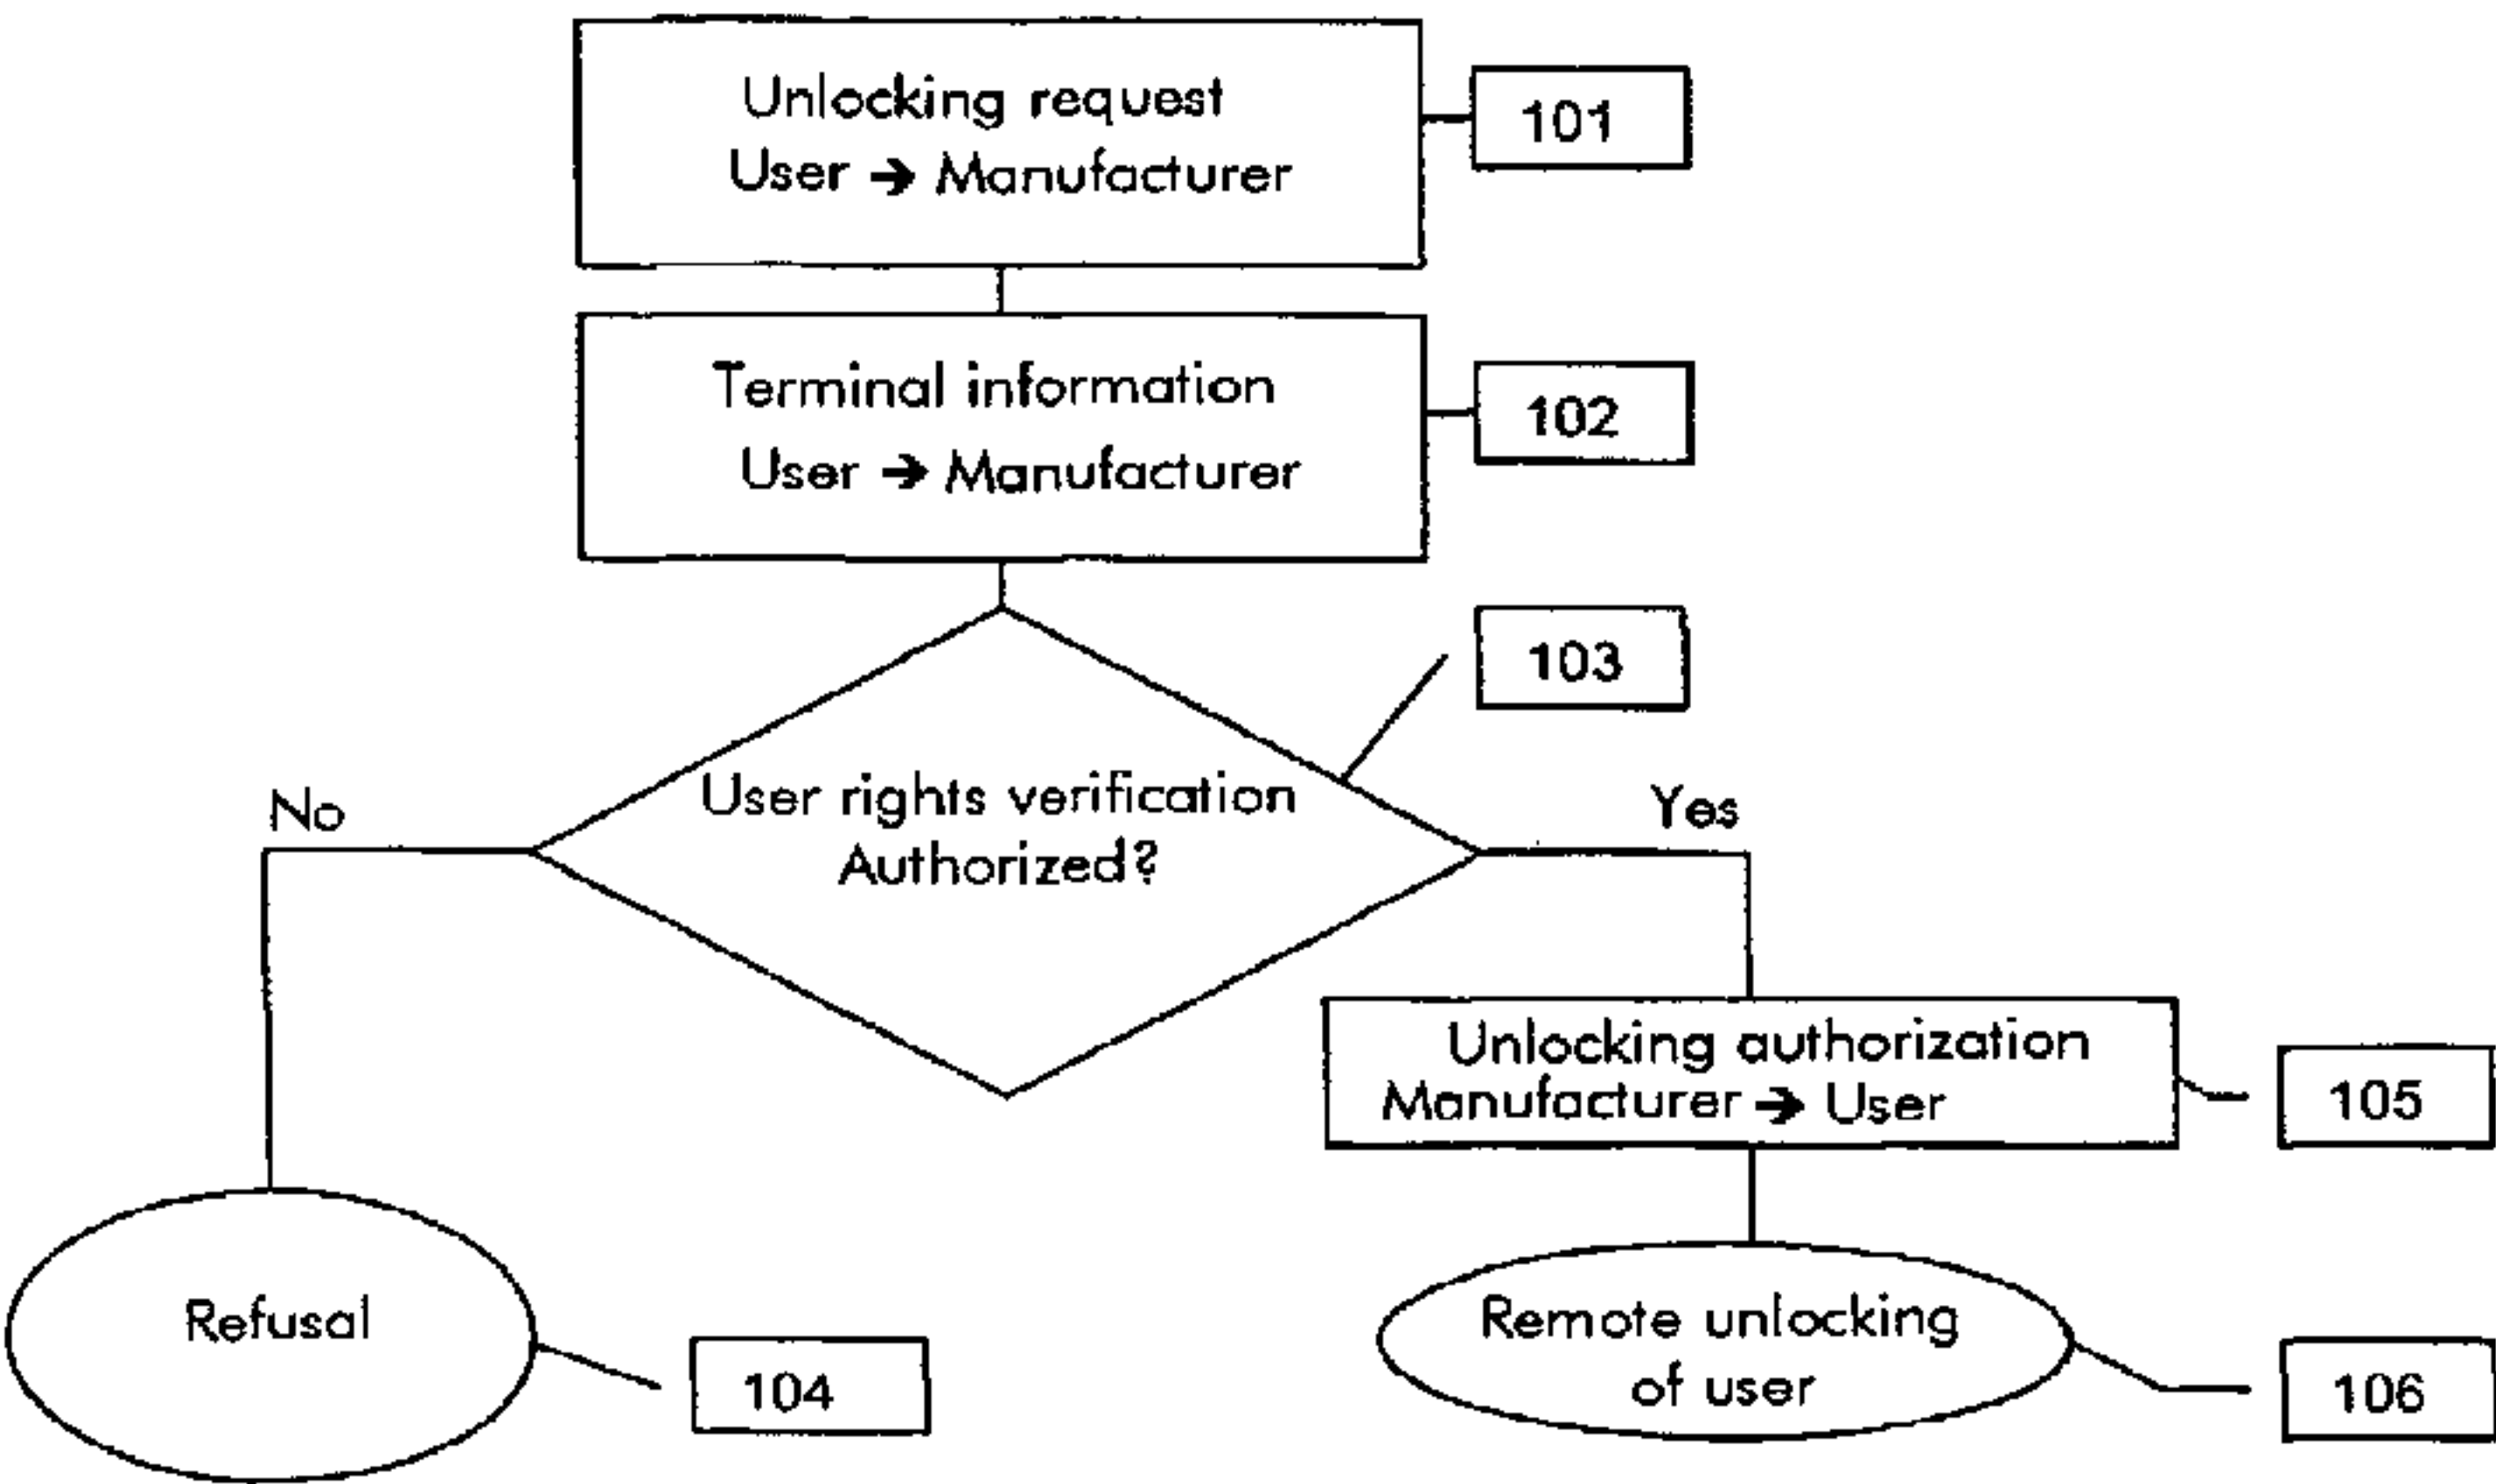 Unlocking request
User → Manufacturer
101
Terminal information
User → Manufacturer
102
103
User rights verification
Authorized?
No
Yes
Unlocking authorization
Manufacturer → User
105
Refusal
104
Remote unlocking
of user
106